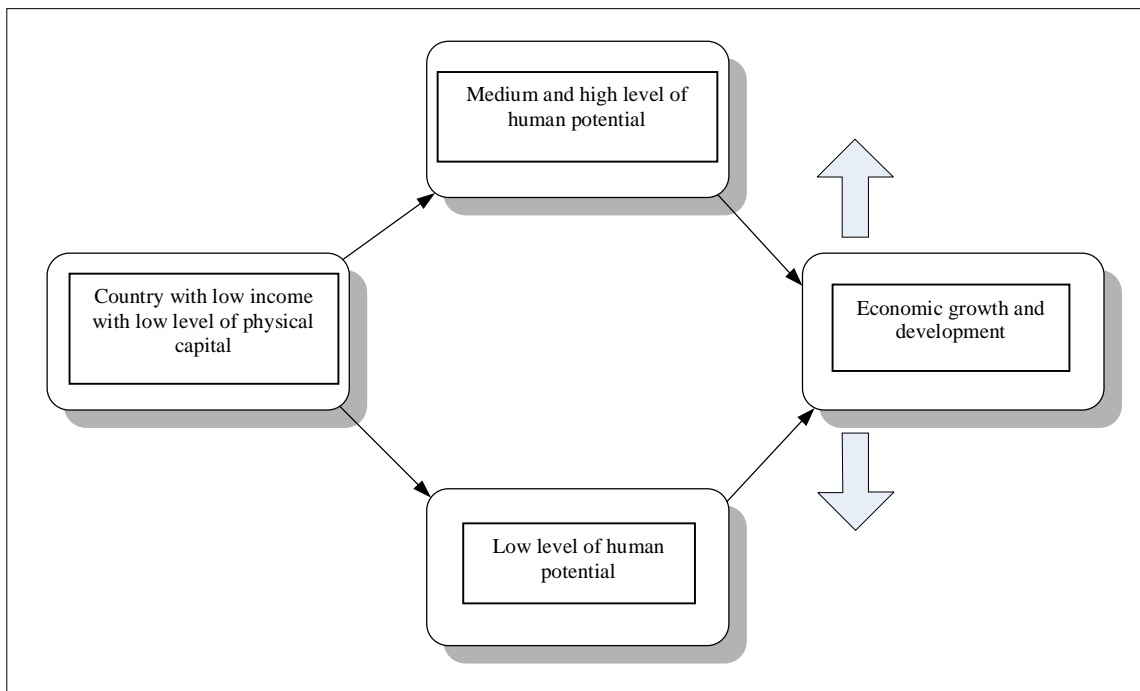 Medium and high level of
human potential
Country with low income
with low level of physical
capital
Economic growth and
development
Low level of human
potential